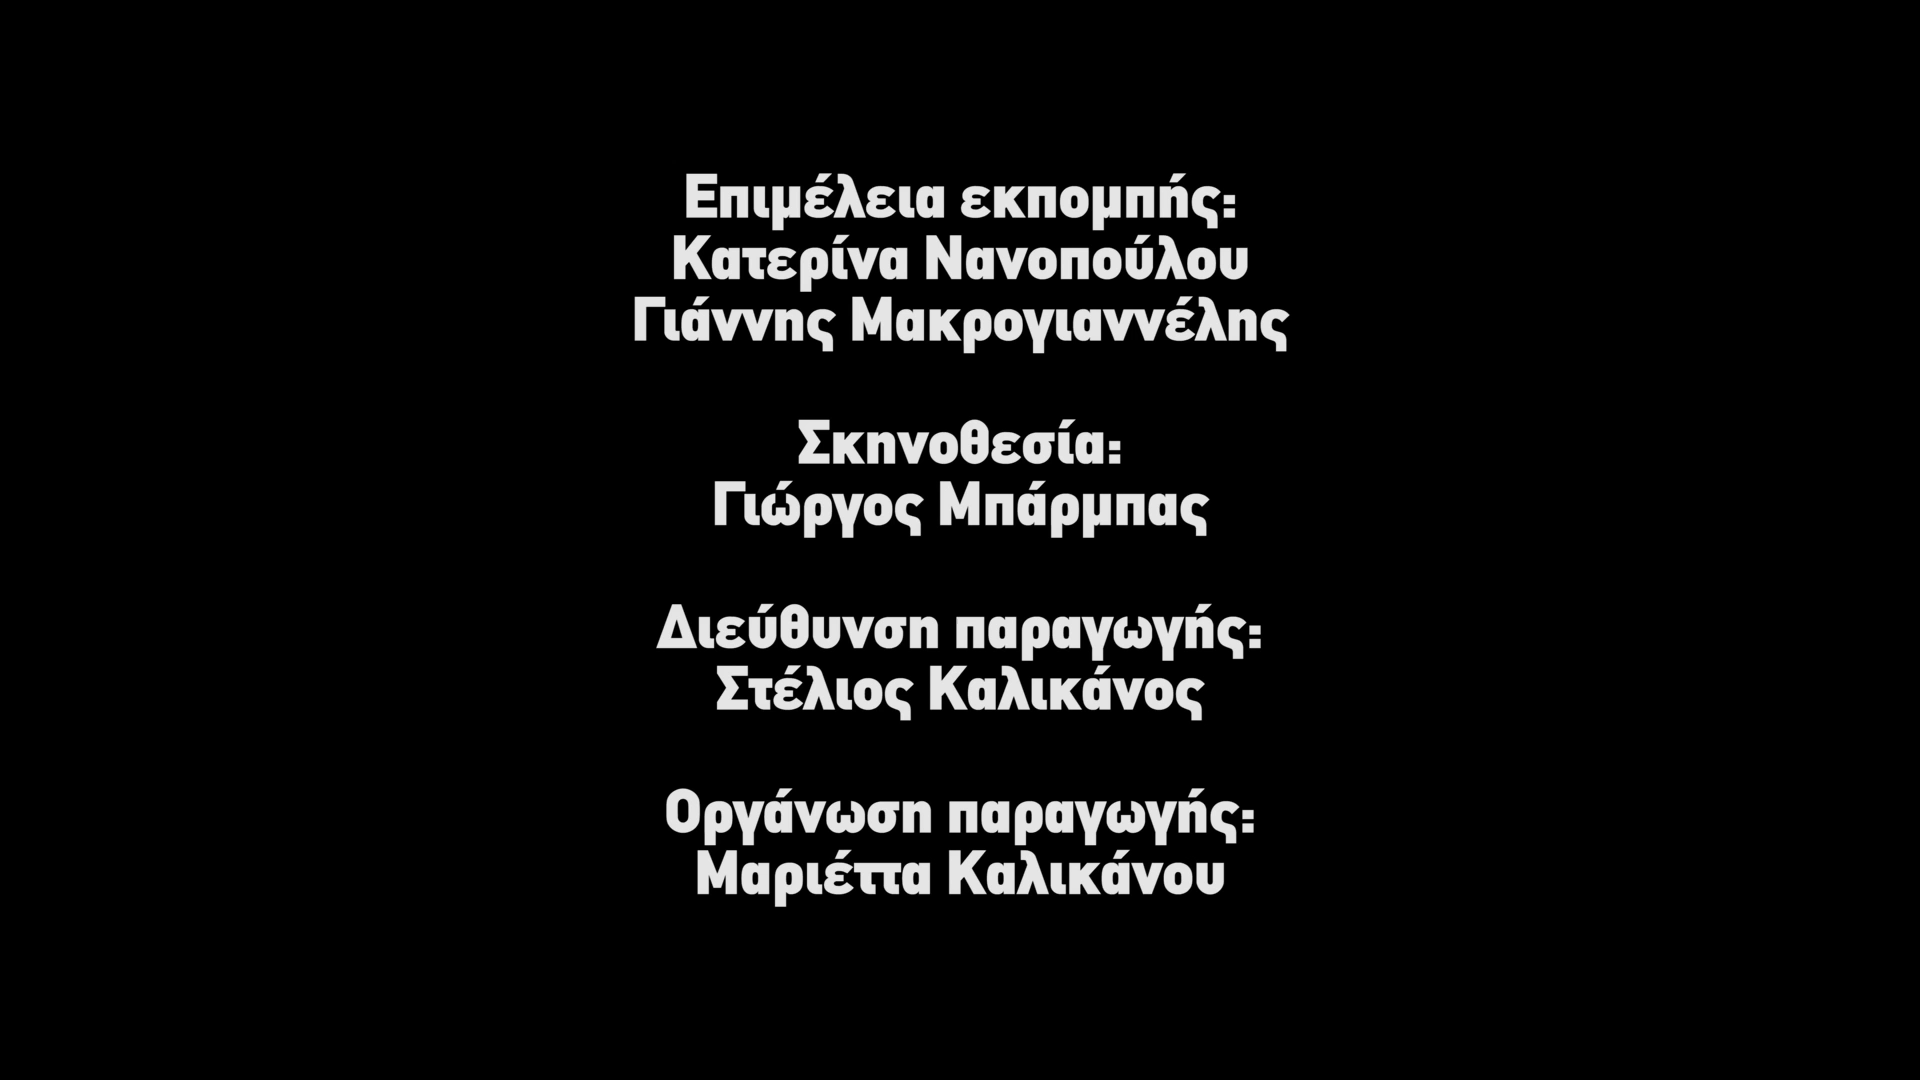 Επιμέλεια εκπομπής:
Κατερίνα Νανοπούλου
Γιάννης Μακρογιαννέλης
Σκηνοθεσία:
Γιώργος Μπάρμπας
Διεύθυνση παραγωγής:
Στέλιος Καλικάνος
Οργάνωση παραγωγής:
Μαριέττα Καλικάνου